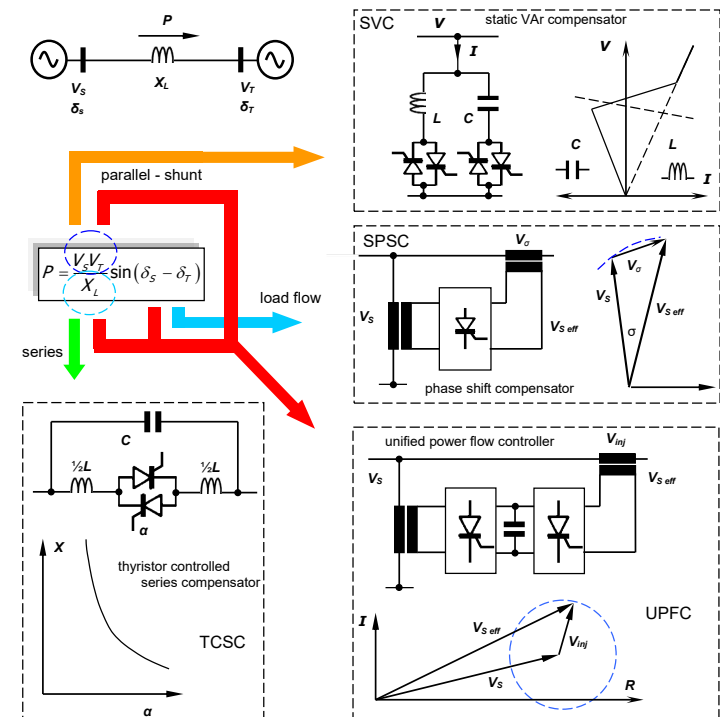 P
V_S
δ_s
X_L
V_T
δ_T
parallel - shunt
P = V_S V_T / X_L sin(δ_S − δ_T)
load flow
series
SVC
static VAr compensator
V
I
L
C
V
C
L
I
SPSC
V_σ
V_S
V_S eff
phase shift compensator
V_σ
V_S
V_S eff
σ
C
½L
½L
α
X
thyristor controlled
series compensator
TCSC
α
unified power flow controller
V_inj
V_S
V_S eff
I
V_S eff
V_inj
V_S
R
UPFC